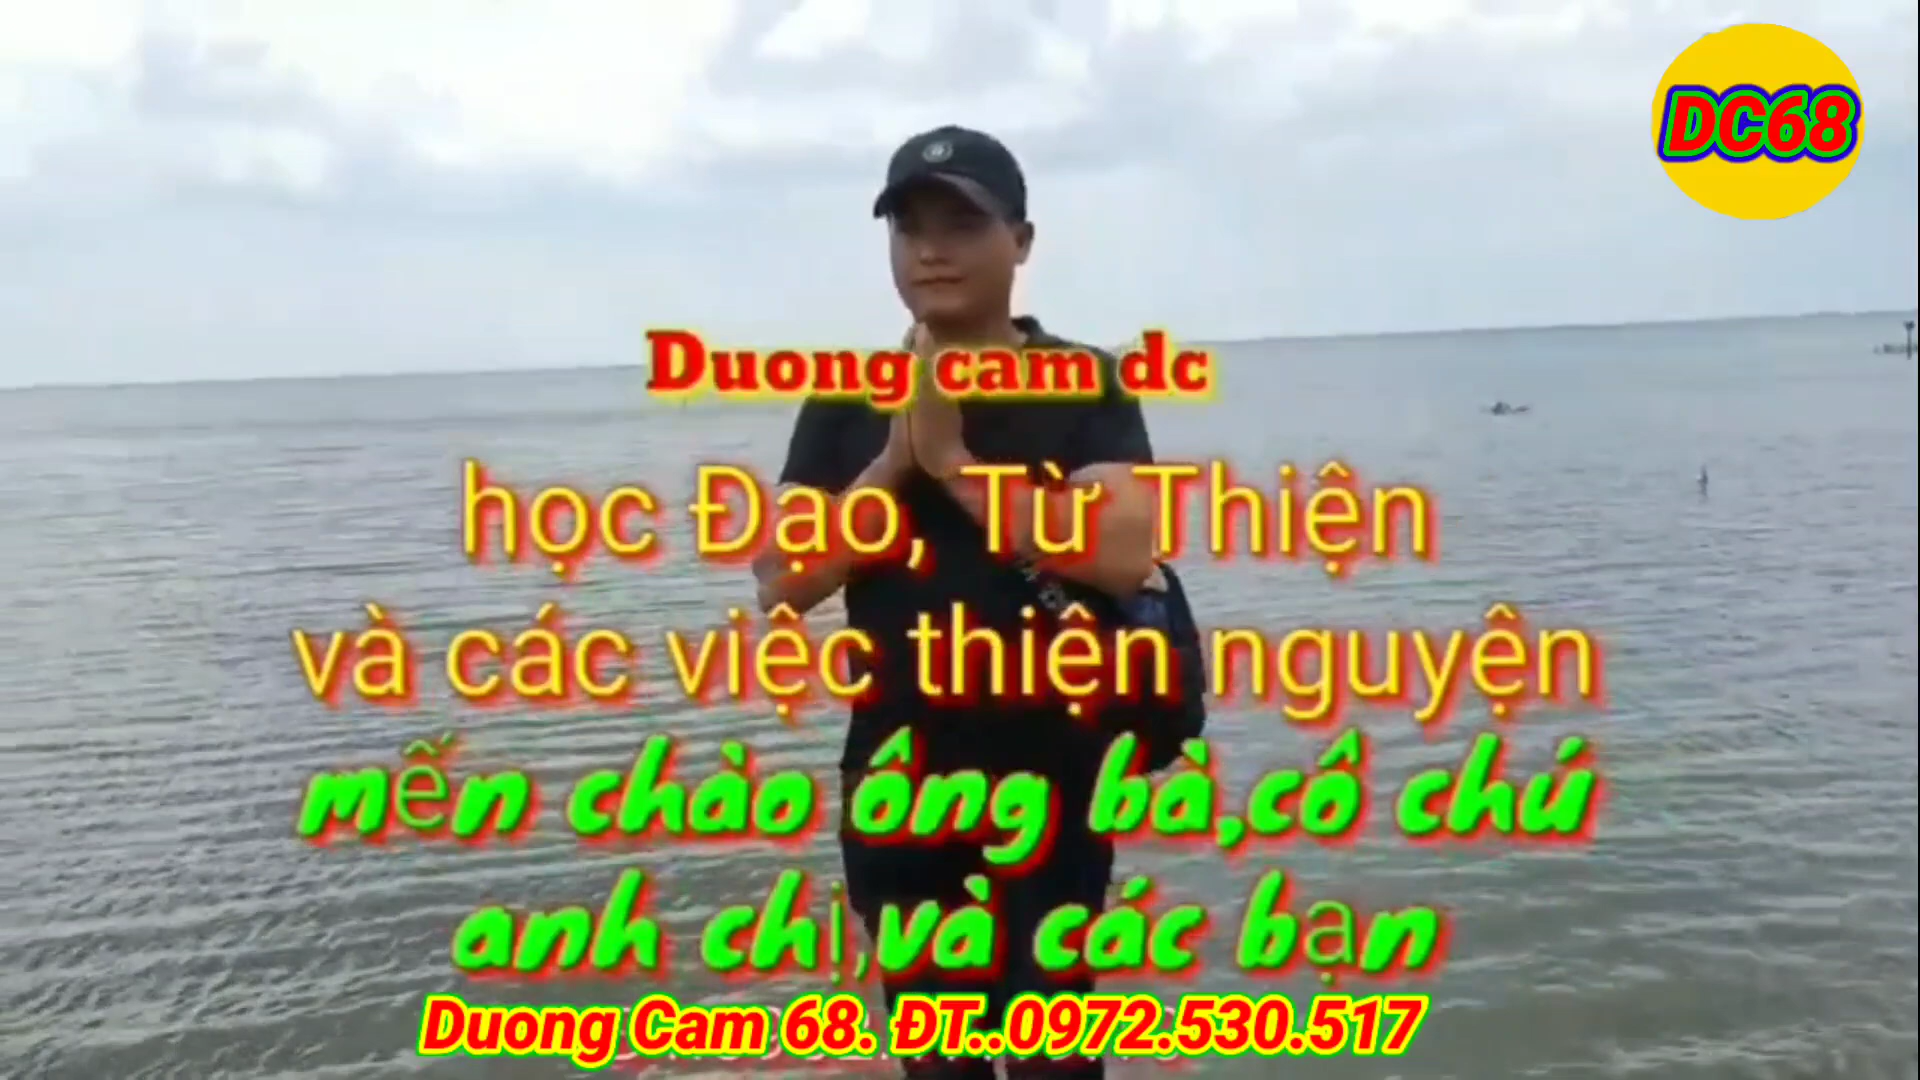 DC68
Duong cam dc
học Đạo, Từ Thiện
và các việc thiện nguyện
mến chào ông bà,cô chú
anh chị,và các bạn
Duong Cam 68. ĐT..0972.530.517